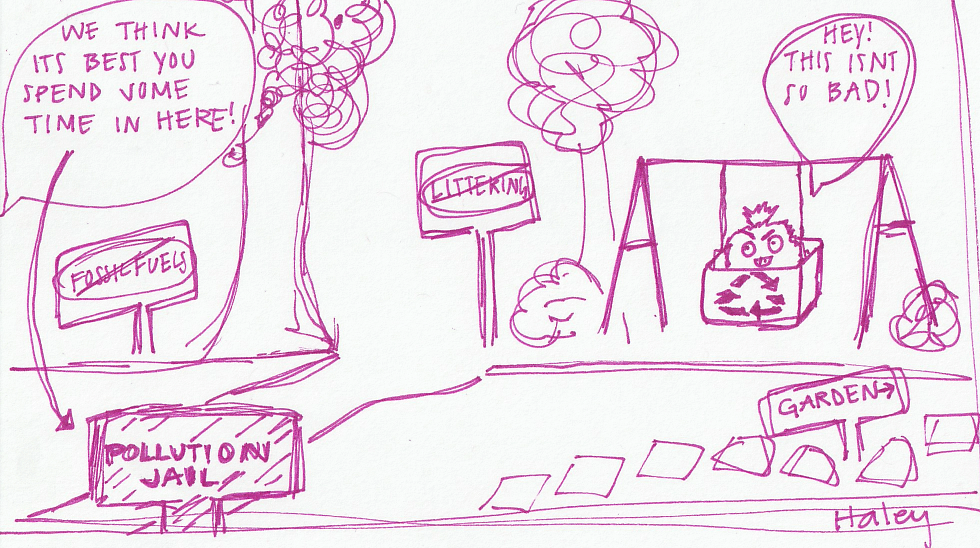 WE THINK
ITS BEST YOU
SPEND SOME
TIME IN HERE!
HEY!
THIS ISNT
SO BAD!
LITTERING
FOSSIL FUELS
GARDEN→
POLLUTION
JAIL
Haley